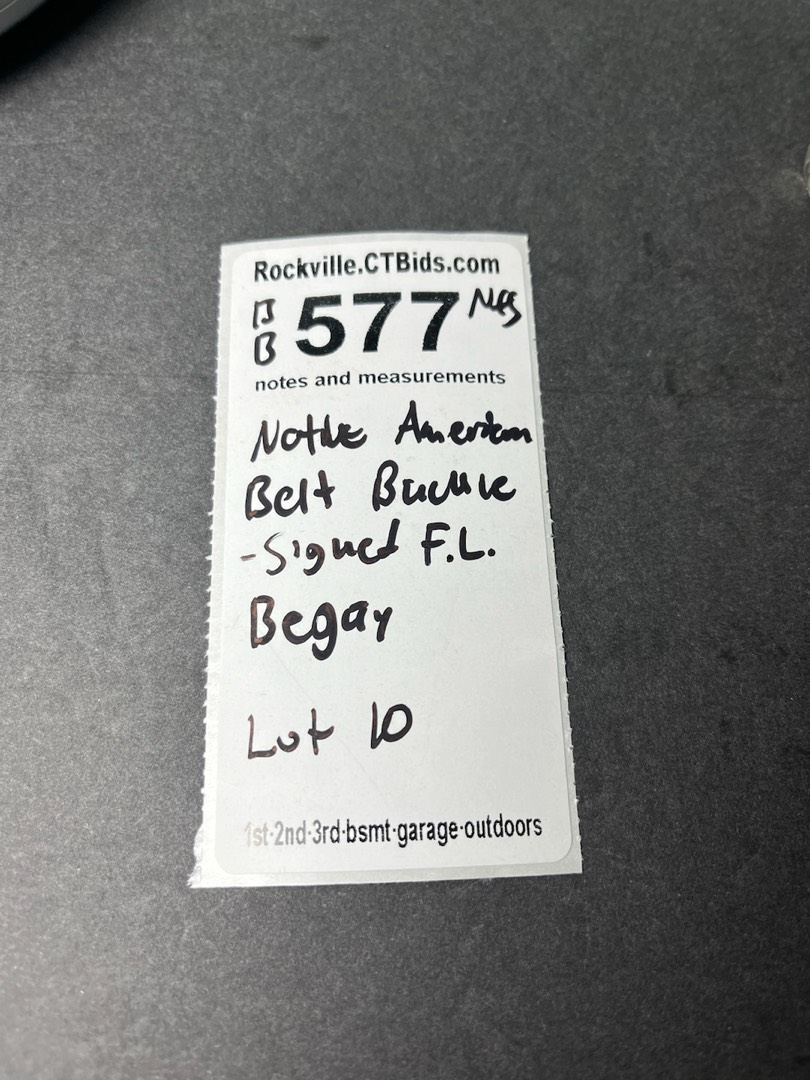 Rockville.CTBids.com
B
B
577
notes and measurements
Native American
Belt Buckle
-Signed F.L.
Begay
Lot 10
1st·2nd·3rd·bsmt·garage·outdoors